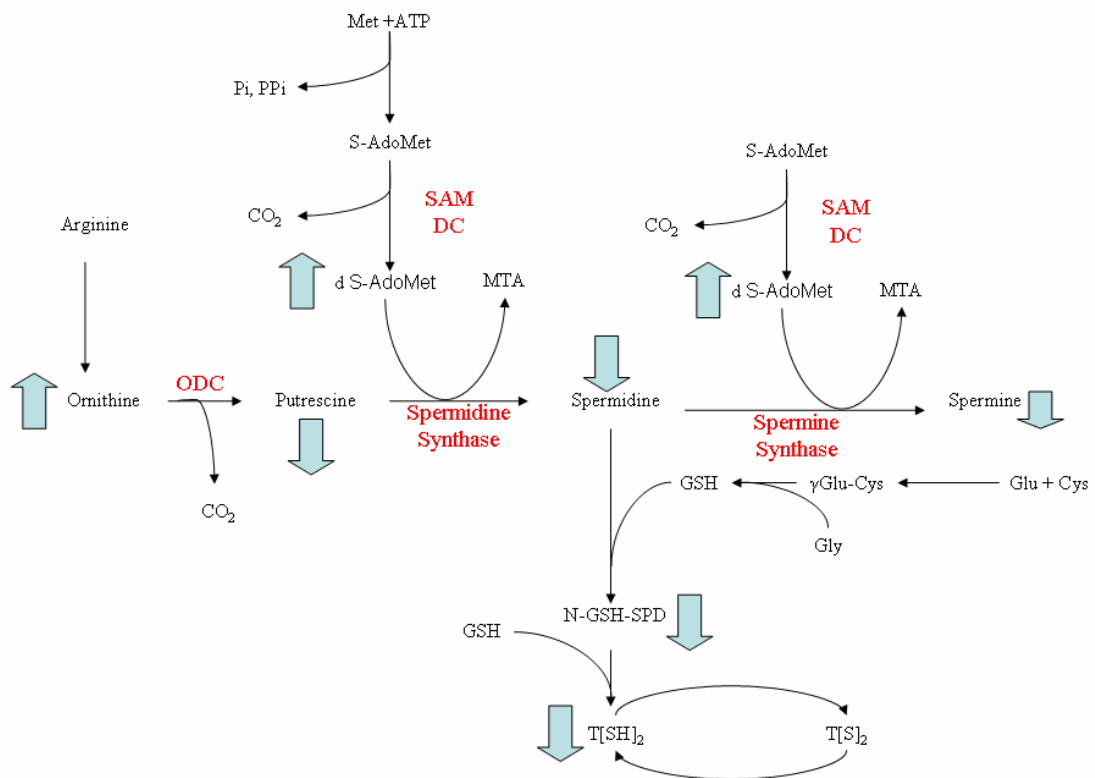 Met +ATP
Pi, PPi
S-AdoMet
S-AdoMet
CO₂
SAM
DC
CO₂
SAM
DC
Arginine
d S-AdoMet
MTA
d S-AdoMet
MTA
Ornithine
ODC
Putrescine
Spermidine
Synthase
Spermidine
Spermine
Synthase
Spermine
CO₂
GSH
γGlu-Cys
Glu + Cys
Gly
N-GSH-SPD
GSH
T[SH]₂
T[S]₂